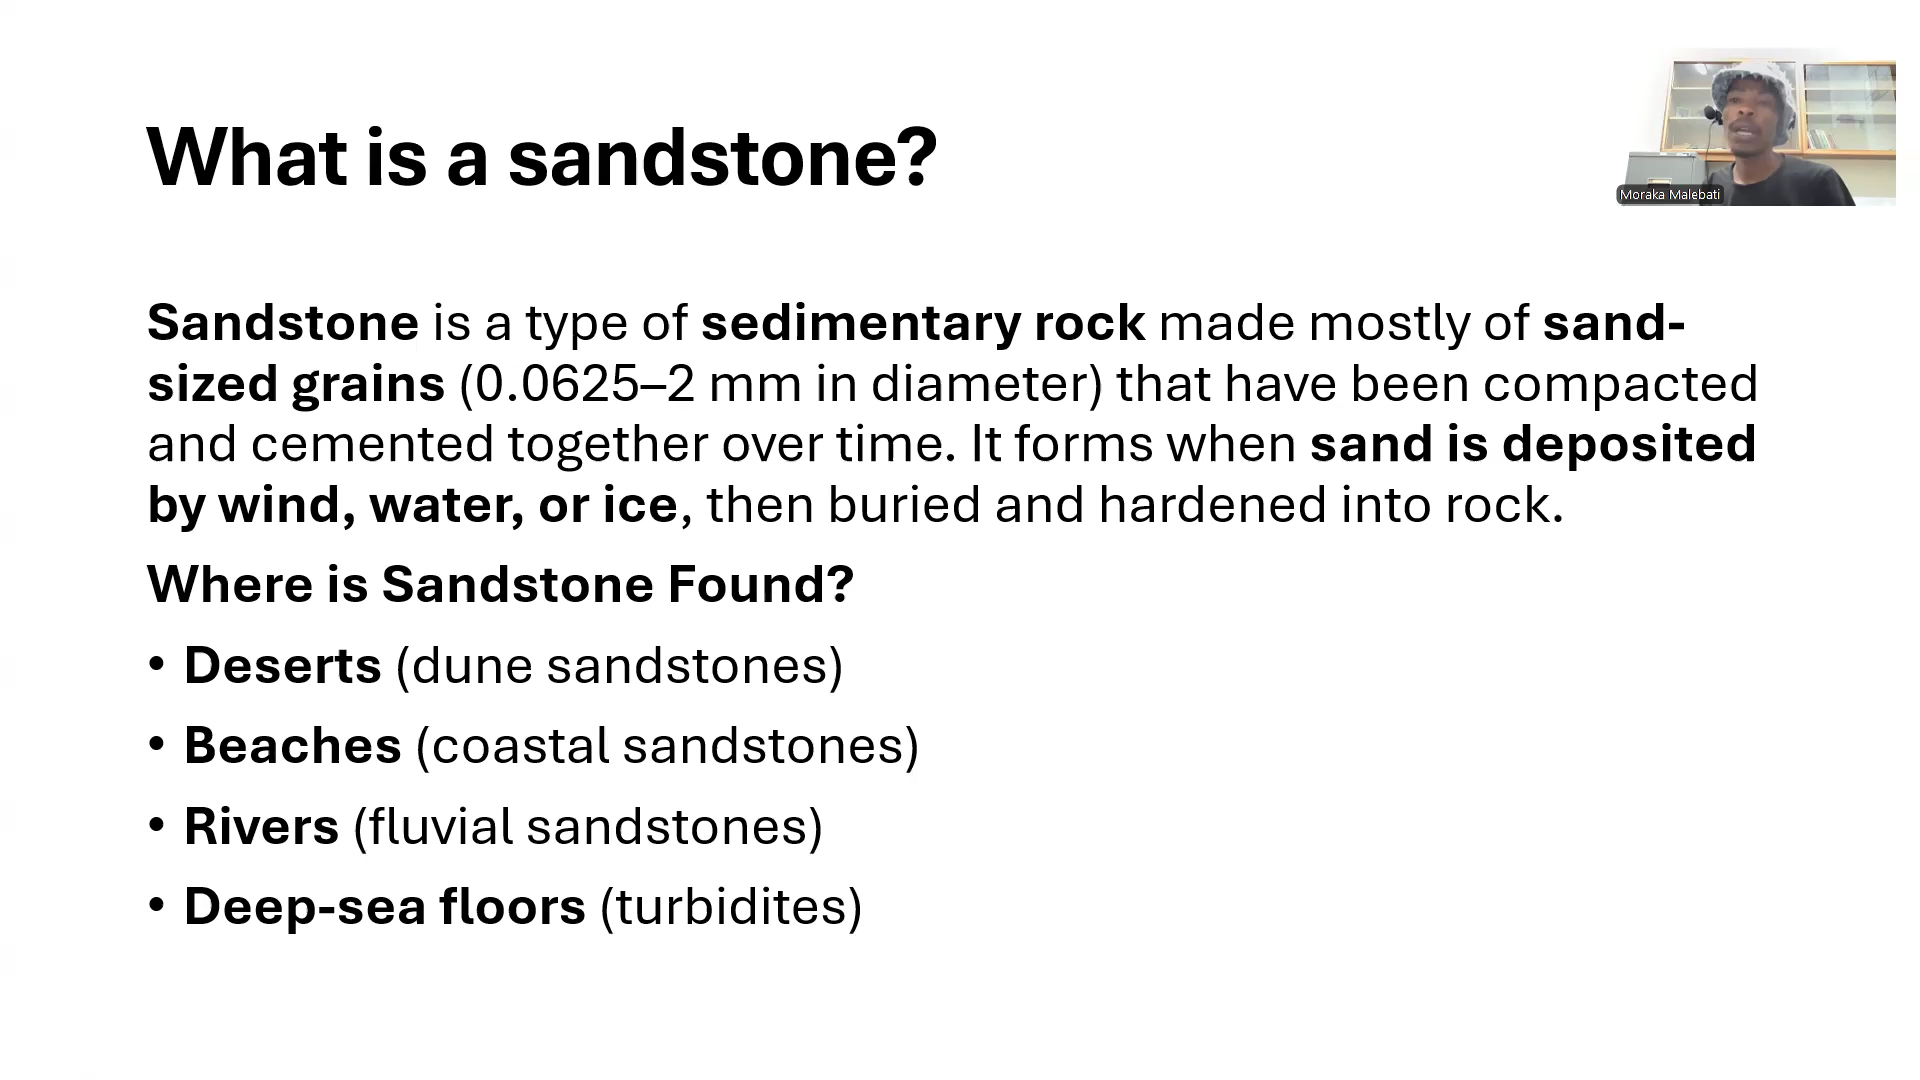 What is a sandstone?
Moraka Malebati
Sandstone is a type of sedimentary rock made mostly of sand-
sized grains (0.0625–2 mm in diameter) that have been compacted
and cemented together over time. It forms when sand is deposited
by wind, water, or ice, then buried and hardened into rock.
Where is Sandstone Found?
• Deserts (dune sandstones)
• Beaches (coastal sandstones)
• Rivers (fluvial sandstones)
• Deep-sea floors (turbidites)